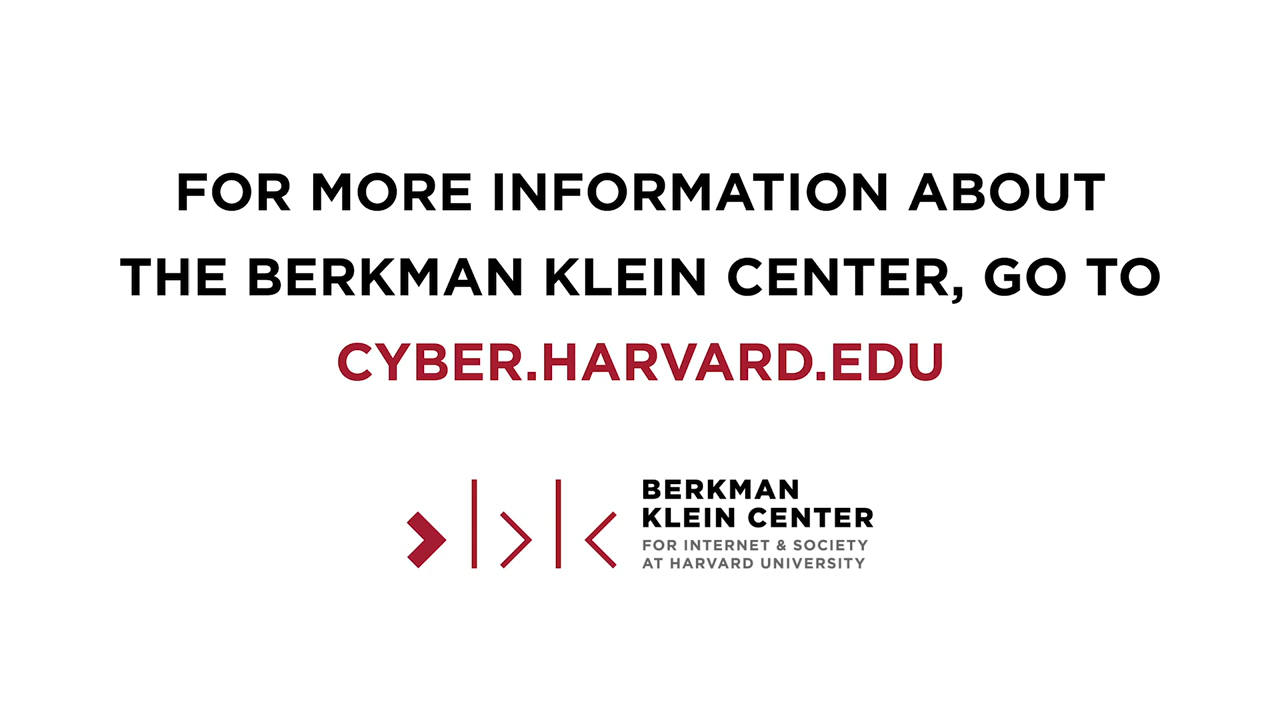 FOR MORE INFORMATION ABOUT
THE BERKMAN KLEIN CENTER, GO TO
CYBER.HARVARD.EDU
BERKMAN
KLEIN CENTER
FOR INTERNET & SOCIETY
AT HARVARD UNIVERSITY